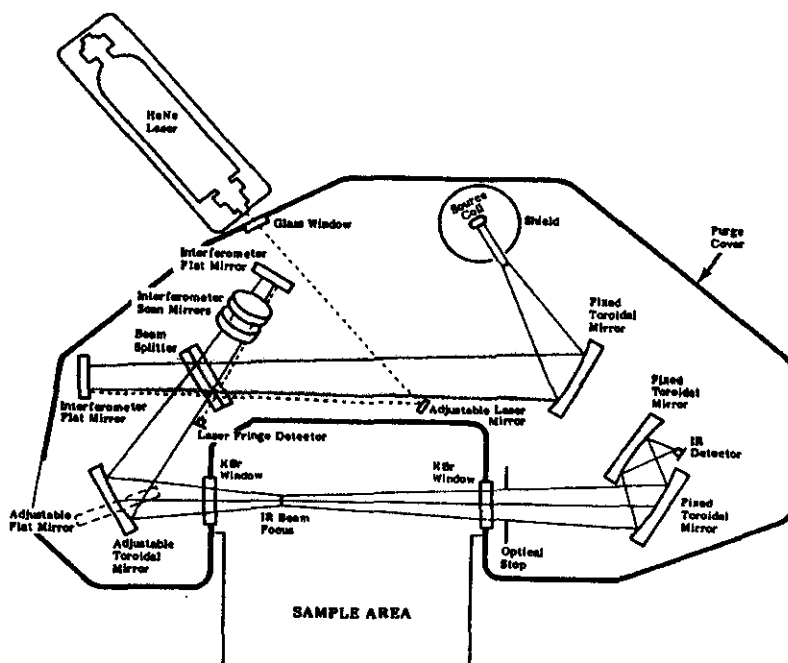 HeNe
Laser
Glass Window
Source
Coil
Shield
Purge
Cover
Interferometer
Flat Mirror
Interferometer
Scan Mirrors
Beam
Splitter
Fixed
Toroidal
Mirror
Interferometer
Flat Mirror
Adjustable Laser
Mirror
Laser Fringe Detector
Fixed
Toroidal
Mirror
IR
Detector
KBr
Window
KBr
Window
Adjustable
Flat Mirror
Adjustable
Toroidal
Mirror
IR Beam
Focus
Optical
Stop
Fixed
Toroidal
Mirror
SAMPLE AREA